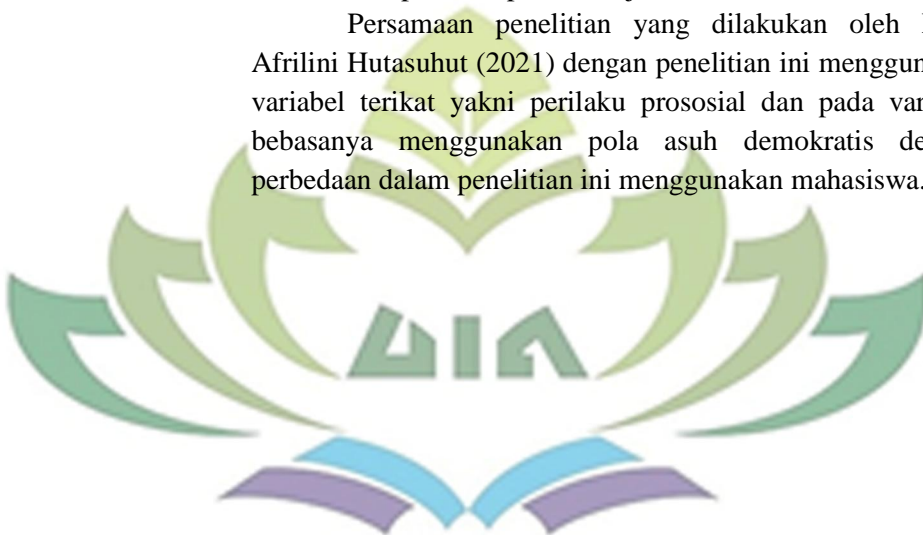 Persamaan penelitian yang dilakukan oleh
Afrilini Hutasuhut (2021) dengan penelitian ini
variabel terikat yakni perilaku prososial dan pada
bebasanya menggunakan pola asuh demokratis
perbedaan dalam penelitian ini menggunakan mahasiswa.
UIN